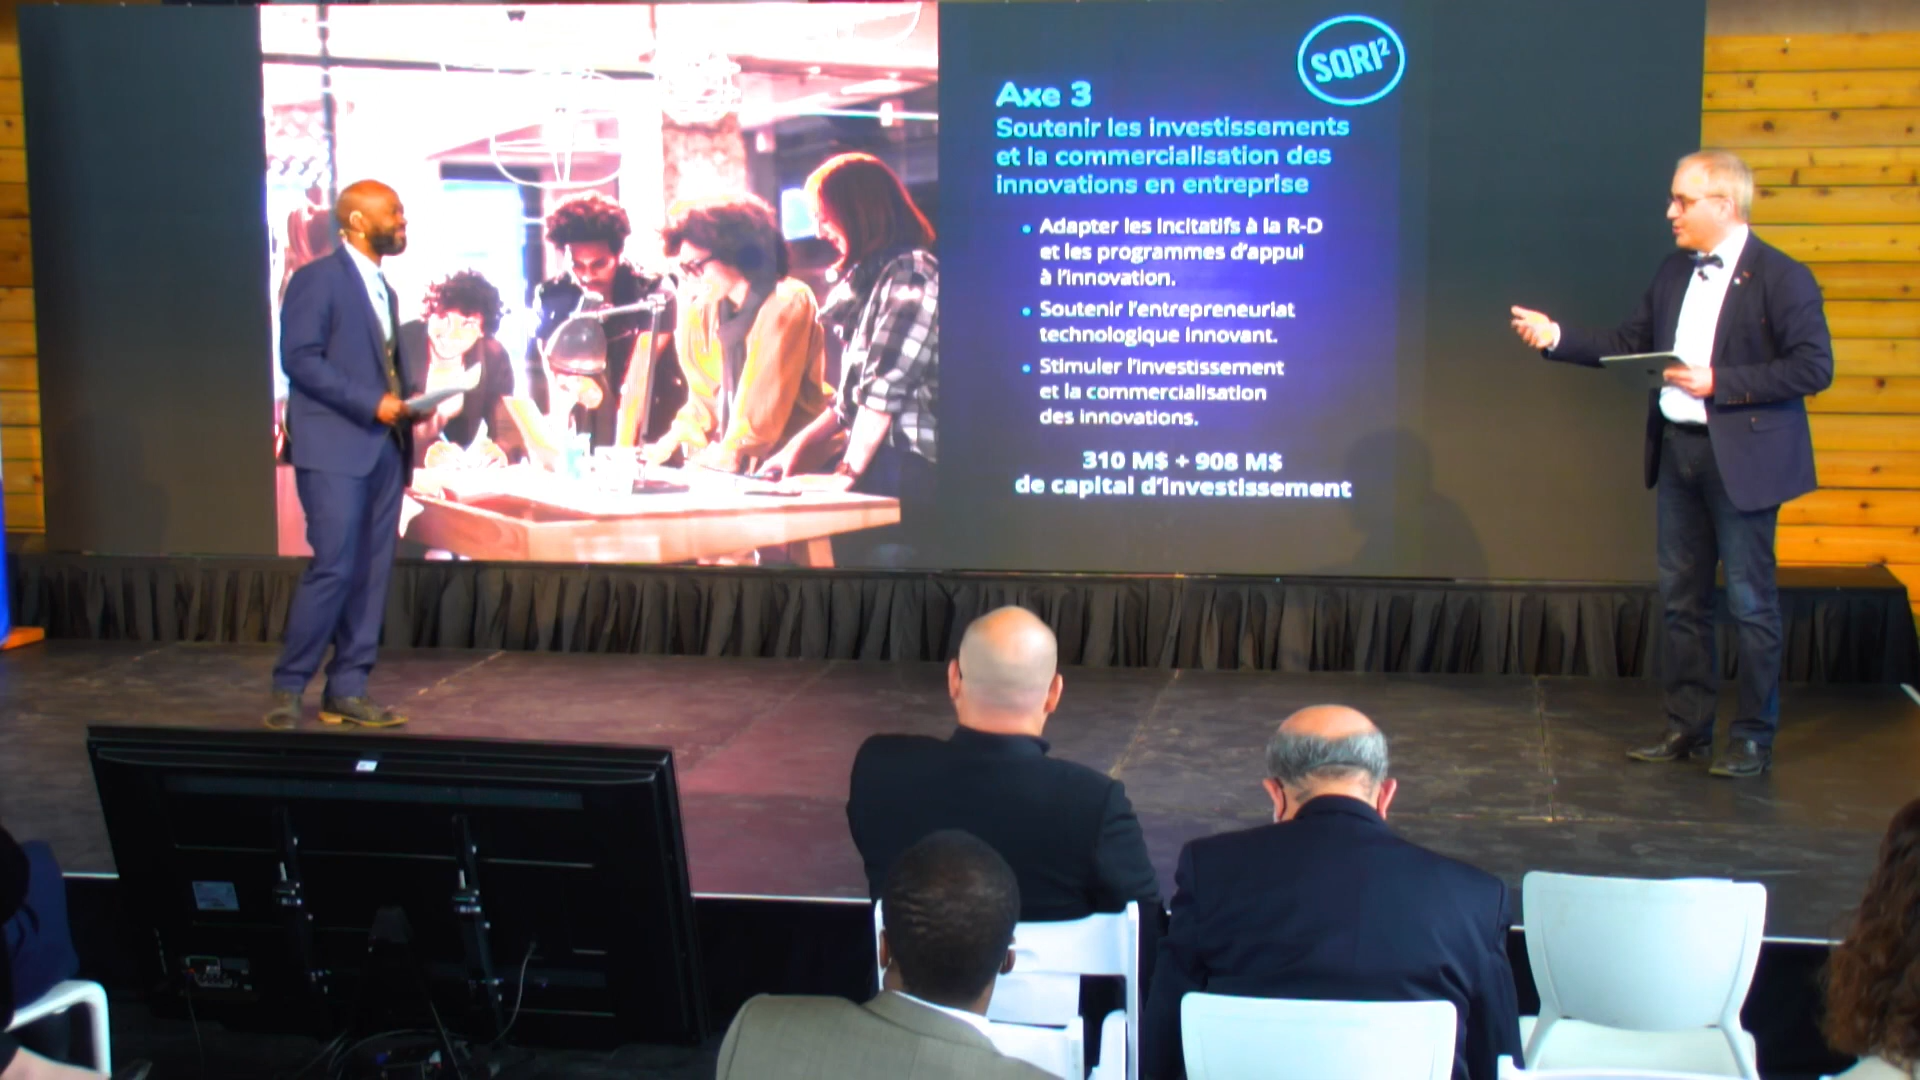 SQRI²
Axe 3
Soutenir les investissements
et la commercialisation des
innovations en entreprise
• Adapter les incitatifs à la R-D
et les programmes d'appui
à l'innovation.
• Soutenir l'entrepreneuriat
technologique innovant.
• Stimuler l'investissement
et la commercialisation
des innovations.
310 M$ + 908 M$
de capital d'investissement